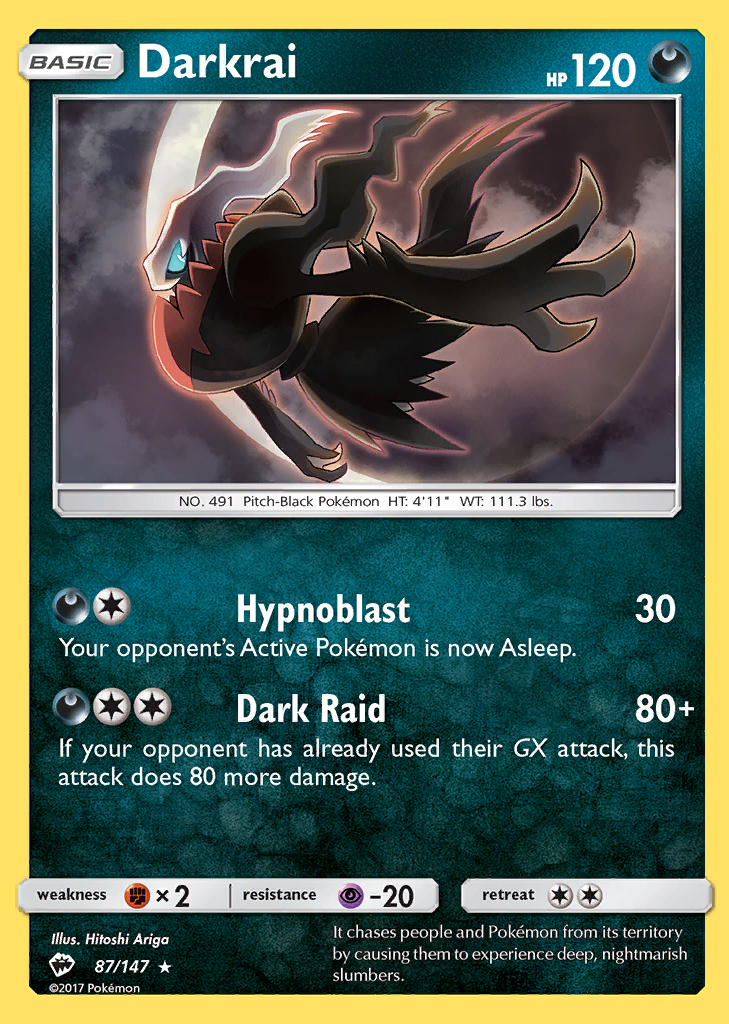 BASIC Darkrai HP 120
NO. 491 Pitch-Black Pokémon HT: 4'11" WT: 111.3 lbs.
Hypnoblast 30
Your opponent's Active Pokémon is now Asleep.
Dark Raid 80+
If your opponent has already used their GX attack, this
attack does 80 more damage.
weakness ×2 resistance -20 retreat
Illus. Hitoshi Ariga
87/147 ★
©2017 Pokémon
It chases people and Pokémon from its territory
by causing them to experience deep, nightmarish
slumbers.